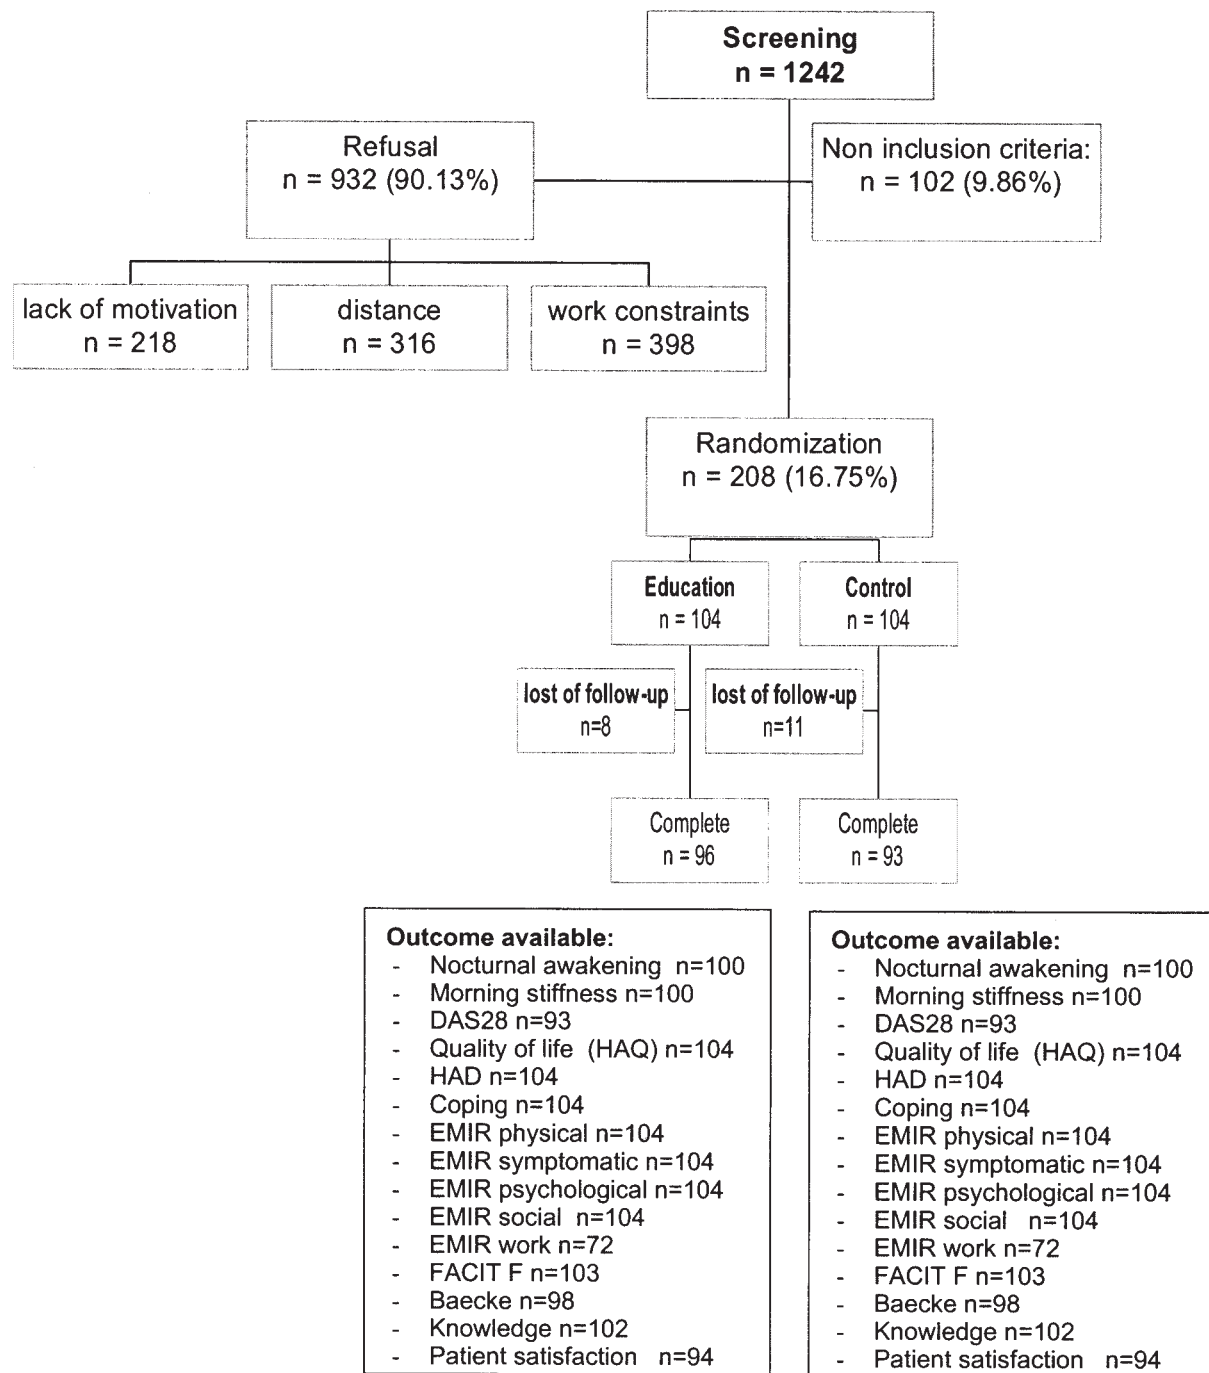 Screening
n = 1242
Refusal
n = 932 (90.13%)
Non inclusion criteria:
n = 102 (9.86%)
lack of motivation
n = 218
distance
n = 316
work constraints
n = 398
Randomization
n = 208 (16.75%)
Education
n = 104
Control
n = 104
lost of follow-up
n=8
lost of follow-up
n=11
Complete
n = 96
Complete
n = 93
Outcome available:
- Nocturnal awakening n=100
- Morning stiffness n=100
- DAS28 n=93
- Quality of life (HAQ) n=104
- HAD n=104
- Coping n=104
- EMIR physical n=104
- EMIR symptomatic n=104
- EMIR psychological n=104
- EMIR social n=104
- EMIR work n=72
- FACIT F n=103
- Baecke n=98
- Knowledge n=102
- Patient satisfaction n=94
Outcome available:
- Nocturnal awakening n=100
- Morning stiffness n=100
- DAS28 n=93
- Quality of life (HAQ) n=104
- HAD n=104
- Coping n=104
- EMIR physical n=104
- EMIR symptomatic n=104
- EMIR psychological n=104
- EMIR social n=104
- EMIR work n=72
- FACIT F n=103
- Baecke n=98
- Knowledge n=102
- Patient satisfaction n=94